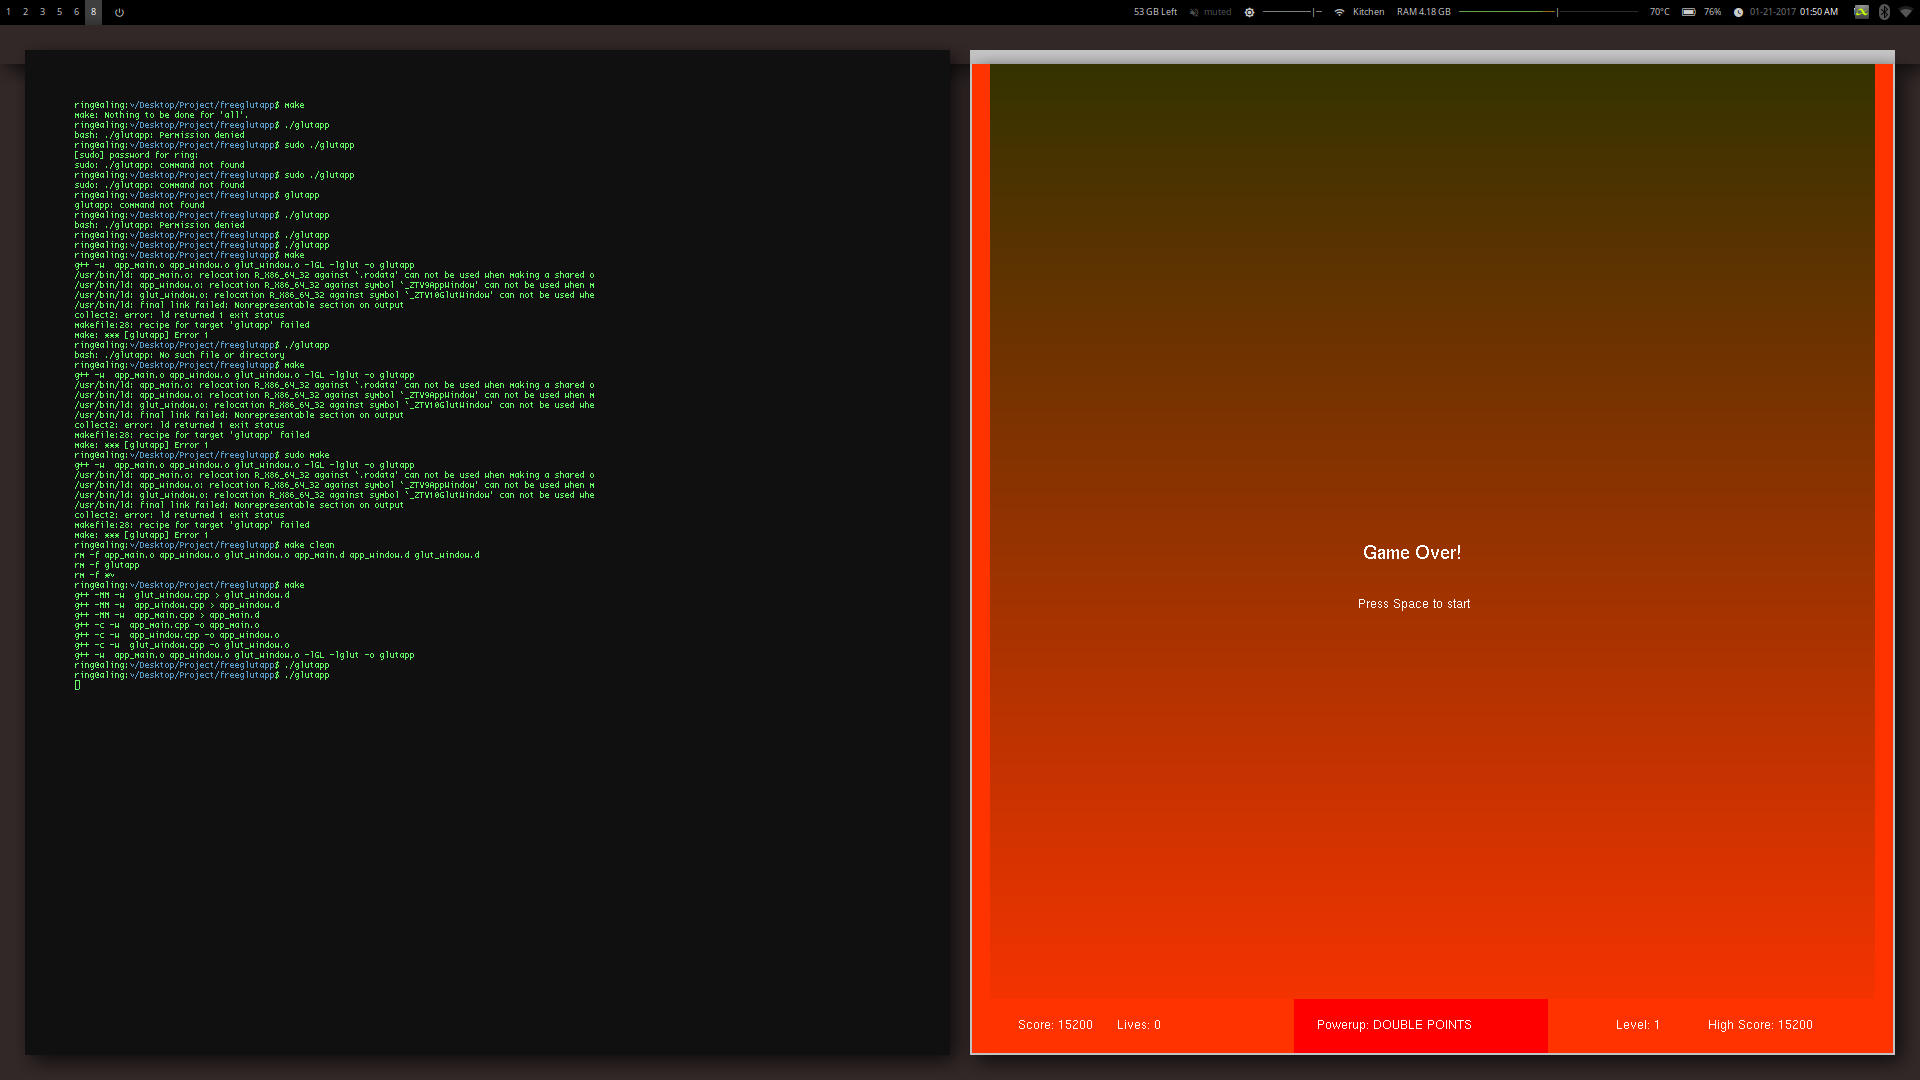 1 2 3 5 6 8 53 GB Left muted Kitchen RAM 4.18 GB 70°C 76% 01-21-2017 01:50 AM
ring@aling:~/Desktop/Project/freeglutapp$ make
make: Nothing to be done for 'all'.
ring@aling:~/Desktop/Project/freeglutapp$ ./glutapp
bash: ./glutapp: Permission denied
ring@aling:~/Desktop/Project/freeglutapp$ sudo ./glutapp
[sudo] password for ring:
sudo: ./glutapp: command not found
ring@aling:~/Desktop/Project/freeglutapp$ sudo ./glutapp
sudo: ./glutapp: command not found
ring@aling:~/Desktop/Project/freeglutapp$ glutapp
glutapp: command not found
ring@aling:~/Desktop/Project/freeglutapp$ ./glutapp
bash: ./glutapp: Permission denied
ring@aling:~/Desktop/Project/freeglutapp$ ./glutapp
ring@aling:~/Desktop/Project/freeglutapp$ ./glutapp
ring@aling:~/Desktop/Project/freeglutapp$ make
g++ -w  app_main.o app_window.o glut_window.o -lGL -lglut -o glutapp
/usr/bin/ld: app_main.o: relocation R_X86_64_32 against `.rodata' can not be used when making a shared o
/usr/bin/ld: app_window.o: relocation R_X86_64_32 against symbol `_ZTV9AppWindow' can not be used when m
/usr/bin/ld: glut_window.o: relocation R_X86_64_32 against symbol `_ZTV10GlutWindow' can not be used whe
/usr/bin/ld: final link failed: Nonrepresentable section on output
collect2: error: ld returned 1 exit status
makefile:28: recipe for target 'glutapp' failed
make: *** [glutapp] Error 1
ring@aling:~/Desktop/Project/freeglutapp$ ./glutapp
bash: ./glutapp: No such file or directory
ring@aling:~/Desktop/Project/freeglutapp$ make
g++ -w  app_main.o app_window.o glut_window.o -lGL -lglut -o glutapp
/usr/bin/ld: app_main.o: relocation R_X86_64_32 against `.rodata' can not be used when making a shared o
/usr/bin/ld: app_window.o: relocation R_X86_64_32 against symbol `_ZTV9AppWindow' can not be used when m
/usr/bin/ld: glut_window.o: relocation R_X86_64_32 against symbol `_ZTV10GlutWindow' can not be used whe
/usr/bin/ld: final link failed: Nonrepresentable section on output
collect2: error: ld returned 1 exit status
makefile:28: recipe for target 'glutapp' failed
make: *** [glutapp] Error 1
ring@aling:~/Desktop/Project/freeglutapp$ sudo make
g++ -w  app_main.o app_window.o glut_window.o -lGL -lglut -o glutapp
/usr/bin/ld: app_main.o: relocation R_X86_64_32 against `.rodata' can not be used when making a shared o
/usr/bin/ld: app_window.o: relocation R_X86_64_32 against symbol `_ZTV9AppWindow' can not be used when m
/usr/bin/ld: glut_window.o: relocation R_X86_64_32 against symbol `_ZTV10GlutWindow' can not be used whe
/usr/bin/ld: final link failed: Nonrepresentable section on output
collect2: error: ld returned 1 exit status
makefile:28: recipe for target 'glutapp' failed
make: *** [glutapp] Error 1
ring@aling:~/Desktop/Project/freeglutapp$ make clean
rm -f app_main.o app_window.o glut_window.o app_main.d app_window.d glut_window.d
rm -f glutapp
rm -f *~
ring@aling:~/Desktop/Project/freeglutapp$ make
g++ -MM -w  glut_window.cpp > glut_window.d
g++ -MM -w  app_window.cpp > app_window.d
g++ -MM -w  app_main.cpp > app_main.d
g++ -c -w  app_main.cpp -o app_main.o
g++ -c -w  app_window.cpp -o app_window.o
g++ -c -w  glut_window.cpp -o glut_window.o
g++ -w  app_main.o app_window.o glut_window.o -lGL -lglut -o glutapp
ring@aling:~/Desktop/Project/freeglutapp$ ./glutapp
ring@aling:~/Desktop/Project/freeglutapp$ ./glutapp
Game Over!
Press Space to start
Score: 15200 Lives: 0 Powerup: DOUBLE POINTS Level: 1 High Score: 15200